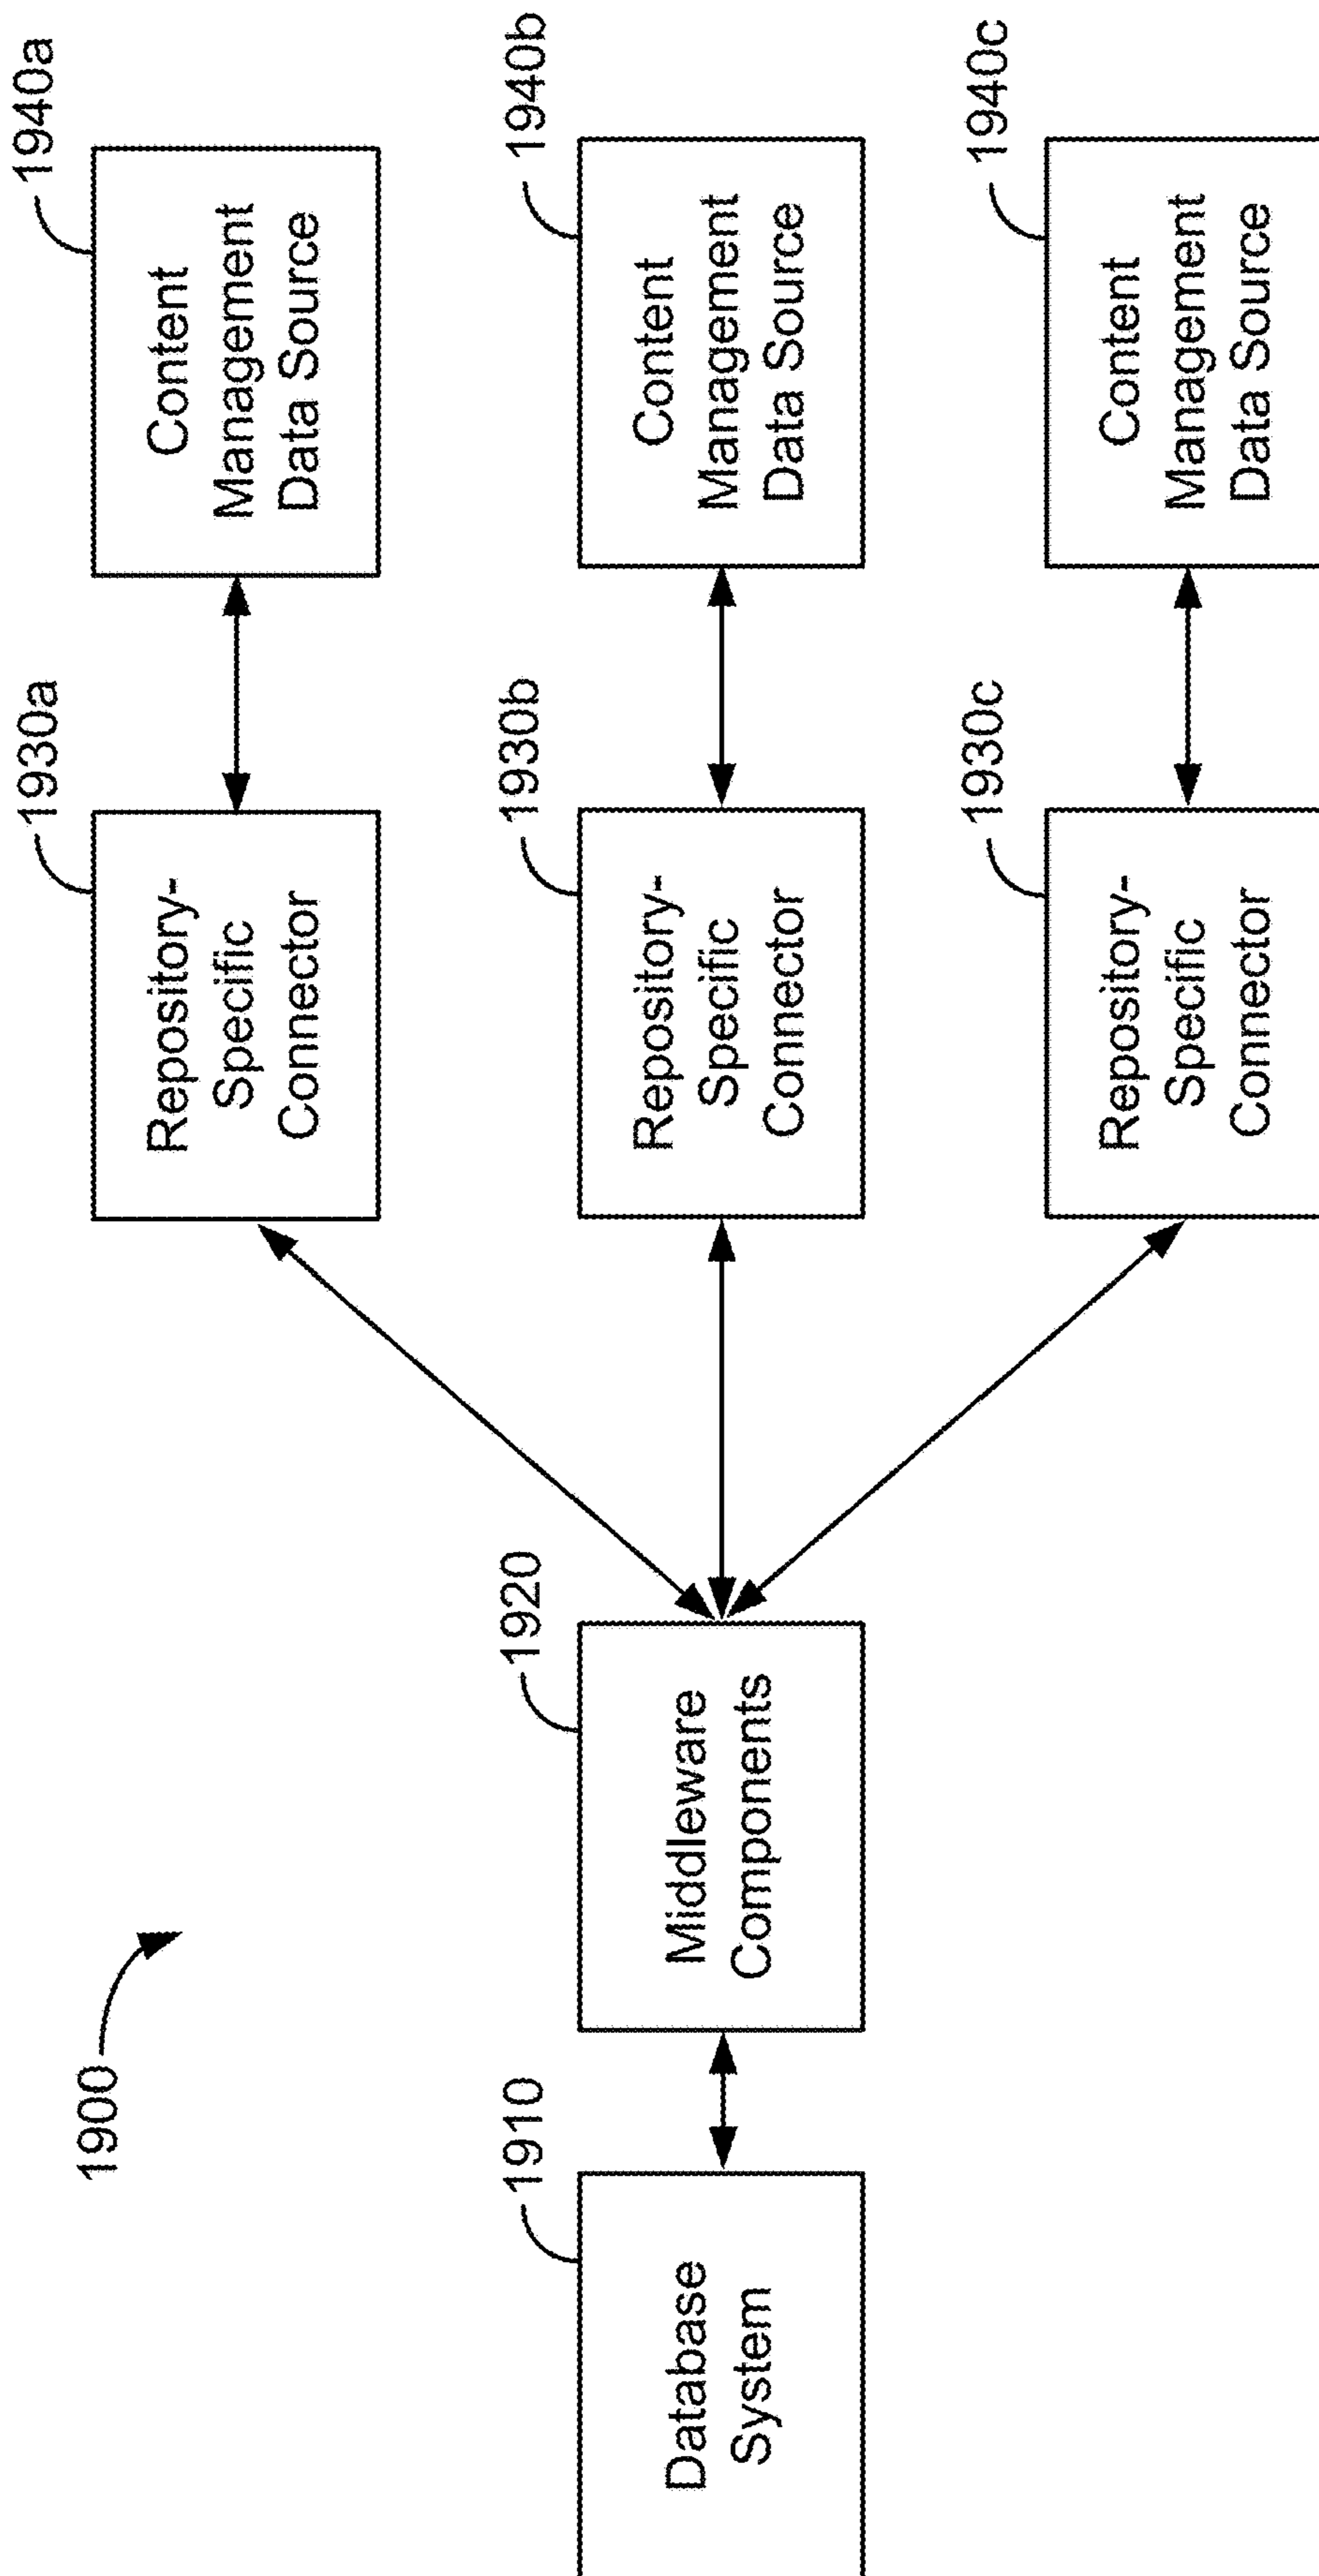 1900
1910
Database
System
1920
Middleware
Components
1930a
Repository-
Specific
Connector
1940a
Content
Management
Data Source
1930b
Repository-
Specific
Connector
1940b
Content
Management
Data Source
1930c
Repository-
Specific
Connector
1940c
Content
Management
Data Source